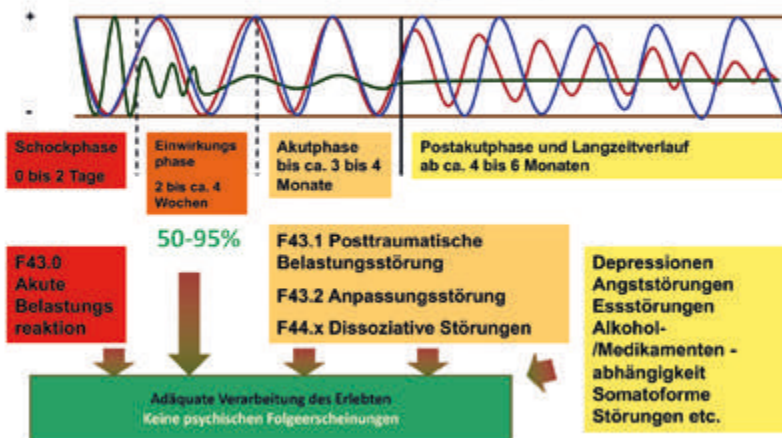 +
-
Schockphase
0 bis 2 Tage
Einwirkungs
phase
2 bis ca. 4
Wochen
Akutphase
bis ca. 3 bis 4
Monate
Postakutphase und Langzeitverlauf
ab ca. 4 bis 6 Monaten
50-95%
F43.0
Akute
Belastungs
reaktion
F43.1 Posttraumatische
Belastungsstörung
F43.2 Anpassungsstörung
F44.x Dissoziative Störungen
Depressionen
Angststörungen
Essstörungen
Alkohol-
/Medikamenten -
abhängigkeit
Somatoforme
Störungen etc.
Adäquate Verarbeitung des Erlebten
Keine psychischen Folgeerscheinungen